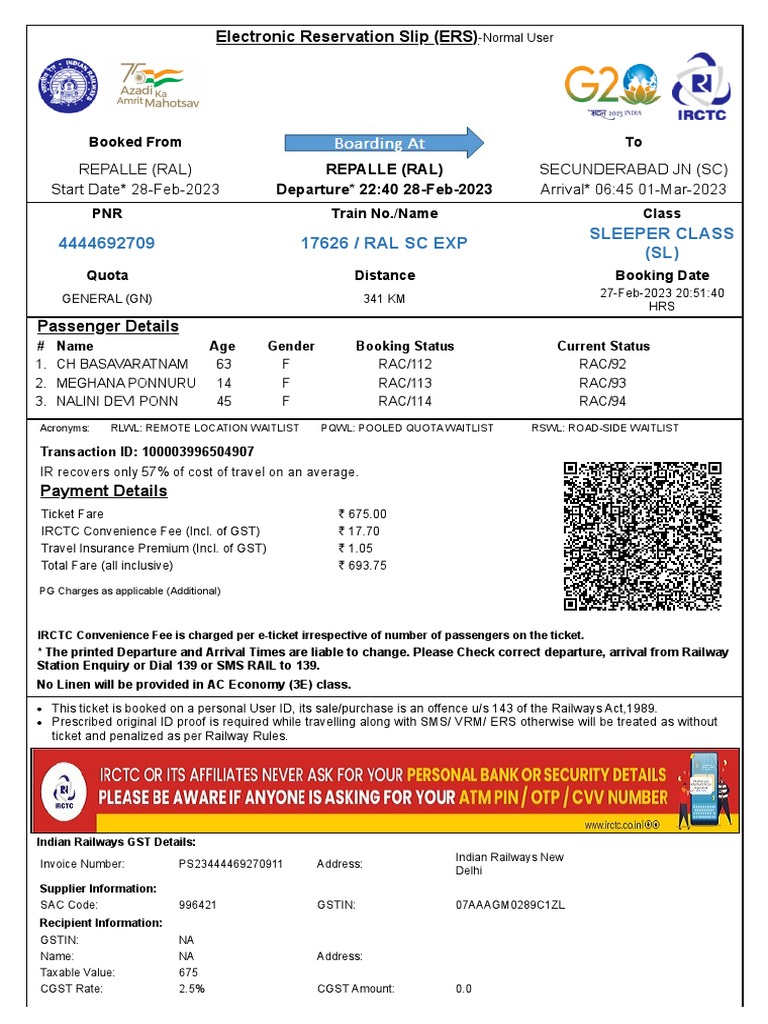 Electronic Reservation Slip (ERS)-Normal User
INDIAN RAILWAYS
75 Azadi Ka Amrit Mahotsav
G20
2023 INDIA
IRCTC
Booked From
Boarding At
To
REPALLE (RAL)
REPALLE (RAL)
SECUNDERABAD JN (SC)
Start Date* 28-Feb-2023
Departure* 22:40 28-Feb-2023
Arrival* 06:45 01-Mar-2023
PNR
Train No./Name
Class
4444692709
17626 / RAL SC EXP
SLEEPER CLASS
(SL)
Quota
Distance
Booking Date
GENERAL (GN)
341 KM
27-Feb-2023 20:51:40
HRS
Passenger Details
# Name Age Gender Booking Status Current Status
1. CH BASAVARATNAM 63 F RAC/112 RAC/92
2. MEGHANA PONNURU 14 F RAC/113 RAC/93
3. NALINI DEVI PONN 45 F RAC/114 RAC/94
Acronyms: RLWL: REMOTE LOCATION WAITLIST PQWL: POOLED QUOTA WAITLIST RSWL: ROAD-SIDE WAITLIST
Transaction ID: 100003996504907
IR recovers only 57% of cost of travel on an average.
Payment Details
Ticket Fare ₹ 675.00
IRCTC Convenience Fee (Incl. of GST) ₹ 17.70
Travel Insurance Premium (Incl. of GST) ₹ 1.05
Total Fare (all inclusive) ₹ 693.75
PG Charges as applicable (Additional)
IRCTC Convenience Fee is charged per e-ticket irrespective of number of passengers on the ticket.
* The printed Departure and Arrival Times are liable to change. Please Check correct departure, arrival from Railway
Station Enquiry or Dial 139 or SMS RAIL to 139.
No Linen will be provided in AC Economy (3E) class.
• This ticket is booked on a personal User ID, its sale/purchase is an offence u/s 143 of the Railways Act,1989.
• Prescribed original ID proof is required while travelling along with SMS/ VRM/ ERS otherwise will be treated as without
ticket and penalized as per Railway Rules.
IRCTC
IRCTC OR ITS AFFILIATES NEVER ASK FOR YOUR PERSONAL BANK OR SECURITY DETAILS
PLEASE BE AWARE IF ANYONE IS ASKING FOR YOUR ATM PIN / OTP / CVV NUMBER
www.irctc.co.in
Indian Railways GST Details:
Invoice Number: PS23444469270911 Address: Indian Railways New
Delhi
Supplier Information:
SAC Code: 996421 GSTIN: 07AAAGM0289C1ZL
Recipient Information:
GSTIN: NA
Name: NA Address:
Taxable Value: 675
CGST Rate: 2.5% CGST Amount: 0.0